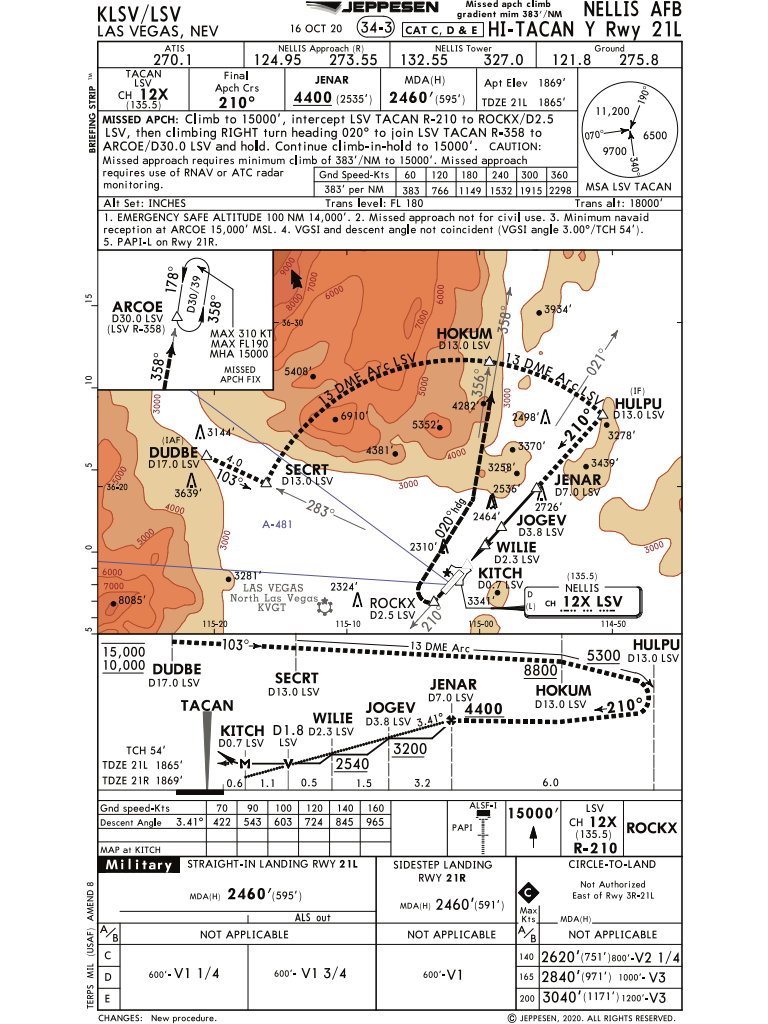 KLSV/LSV
LAS VEGAS, NEV
16 OCT 20
JEPPESEN
34-3
Missed apch climb
gradient mim 383'/NM
CAT C, D & E
NELLIS AFB
HI-TACAN Y Rwy 21L
BRIEFING STRIP TM
ATIS
270.1
NELLIS Approach (R)
124.95 273.55
NELLIS Tower
132.55 327.0
Ground
121.8 275.8
TACAN
LSV
CH 12X
(135.5)
Final
Apch Crs
210°
JENAR
4400 (2535')
MDA(H)
2460' (595')
Apt Elev 1869'
TDZE 21L 1865'
MISSED APCH: Climb to 15000', intercept LSV TACAN R-210 to ROCKX/D2.5
LSV, then climbing RIGHT turn heading 020° to join LSV TACAN R-358 to
ARCOE/D30.0 LSV and hold. Continue climb-in-hold to 15000'. CAUTION:
Missed approach requires minimum climb of 383'/NM to 15000'. Missed approach
requires use of RNAV or ATC radar
monitoring.
Gnd Speed-Kts 60 120 180 240 300 360
383' per NM 383 766 1149 1532 1915 2298
11,200
190°
070°
6500
9700
340°
MSA LSV TACAN
Alt Set: INCHES Trans level: FL 180 Trans alt: 18000'
1. EMERGENCY SAFE ALTITUDE 100 NM 14,000'. 2. Missed approach not for civil use. 3. Minimum navaid
reception at ARCOE 15,000' MSL. 4. VGSI and descent angle not coincident (VGSI angle 3.00°/TCH 54').
5. PAPI-L on Rwy 21R.
178°
D30/39
358°
ARCOE
D30.0 LSV
(LSV R-358)
358°
MAX 310 KT
MAX FL190
MHA 15000
MISSED
APCH FIX
9000
8000
7000
6000
6000
7000
3000
36-30
358°
3934'
HOKUM
D13.0 LSV
13 DME Arc LSV
13 DME Arc LSV
021°
5408'
356°
5000
6000
(IF)
HULPU
D13.0 LSV
3000
4282'
2498'
6910'
5352'
210°
3278'
3144'
(IAF)
DUDBE
D17.0 LSV
4.0
103°
4381'
4000
3370'
3258'
3439'
SECRT
D13.0 LSV
3000
2536'
JENAR
D7.0 LSV
5000
36-20
3639'
283°
2726'
2464'
JOGEV
D3.8 LSV
4000
A-481
020° hdg
5000
3000
2310'
WILIE
D2.3 LSV
3000
6000
7000
8085'
3281'
LAS VEGAS
North Las Vegas
KVGT
2324'
KITCH
D0.7 LSV
3341'
(135.5)
NELLIS
D
(L) CH 12X LSV
ROCKX
D2.5 LSV
210°
15
10
5
0
5
115-20 115-10 115-00 114-50
15,000
10,000
DUDBE
D17.0 LSV
103°
SECRT
D13.0 LSV
13 DME Arc
8800
5300
HULPU
D13.0 LSV
HOKUM
D13.0 LSV
210°
JENAR
D7.0 LSV
4400
TACAN
JOGEV
D3.8 LSV
3.41°
WILIE
D2.3 LSV
D1.8
LSV
KITCH
D0.7 LSV
M
V
3200
2540
TCH 54'
TDZE 21L 1865'
TDZE 21R 1869'
0.6 1.1 0.5 1.5 3.2 6.0
Gnd speed-Kts 70 90 100 120 140 160
Descent Angle 3.41° 422 543 603 724 845 965
MAP at KITCH
ALSF-I
PAPI
15000'
LSV
CH 12X
(135.5)
R-210
ROCKX
Military
STRAIGHT-IN LANDING RWY 21L
MDA(H) 2460' (595')
ALS out
SIDESTEP LANDING
RWY 21R
MDA(H) 2460' (591')
CIRCLE-TO-LAND
C
Not Authorized
East of Rwy 3R-21L
Max
Kts
MDA(H)
A/B NOT APPLICABLE NOT APPLICABLE A/B NOT APPLICABLE
C
D
E
600'- V1 1/4
600'- V1 3/4
600'-V1
140 2620' (751') 800'-V2 1/4
165 2840' (971') 1000'-V3
200 3040' (1171') 1200'-V3
TERPS MIL (USAF) AMEND 8
CHANGES: New procedure.
© JEPPESEN, 2020. ALL RIGHTS RESERVED.